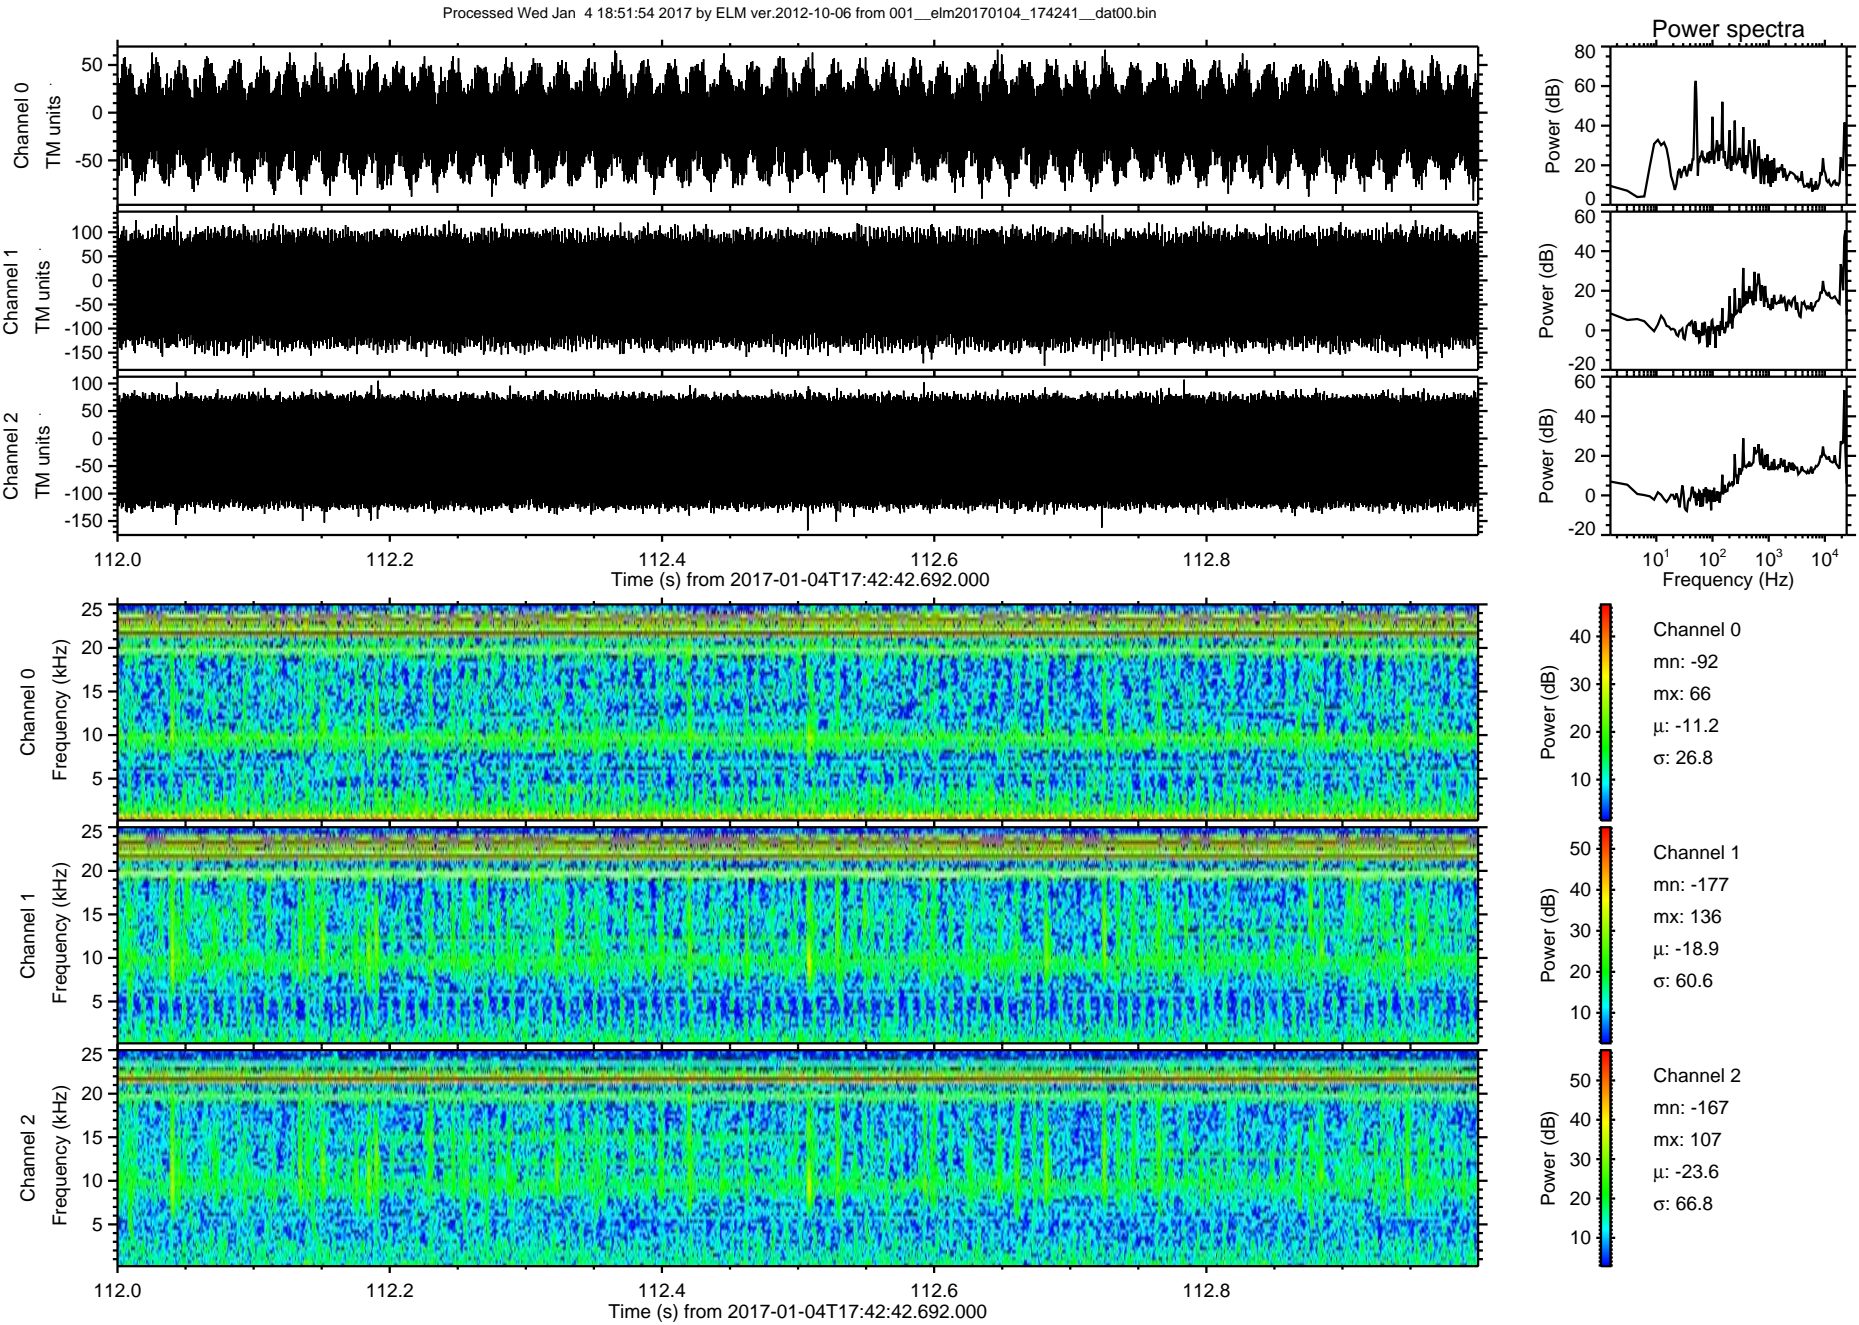 Processed Wed Jan  4 18:51:54 2017 by ELM ver.2012-10-06 from 001__elm20170104_174241__dat00.bin
Power spectra
Channel 0
TM units
50
0
-50
Power (dB)
80
60
40
20
0
Channel 1
TM units
100
50
0
-50
-100
-150
Power (dB)
60
40
20
0
-20
Channel 2
TM units
100
50
0
-50
-100
-150
Power (dB)
60
40
20
0
-20
112.0 112.2 112.4 112.6 112.8
Time (s) from 2017-01-04T17:42:42.692.000
10^1 10^2 10^3 10^4
Frequency (Hz)
Channel 0
Frequency (kHz)
25
20
15
10
5
Power (dB)
40
30
20
10
Channel 0
mn: -92
mx: 66
µ: -11.2
σ: 26.8
Channel 1
Frequency (kHz)
25
20
15
10
5
Power (dB)
50
40
30
20
10
Channel 1
mn: -177
mx: 136
µ: -18.9
σ: 60.6
Channel 2
Frequency (kHz)
25
20
15
10
5
Power (dB)
50
40
30
20
10
Channel 2
mn: -167
mx: 107
µ: -23.6
σ: 66.8
112.0 112.2 112.4 112.6 112.8
Time (s) from 2017-01-04T17:42:42.692.000